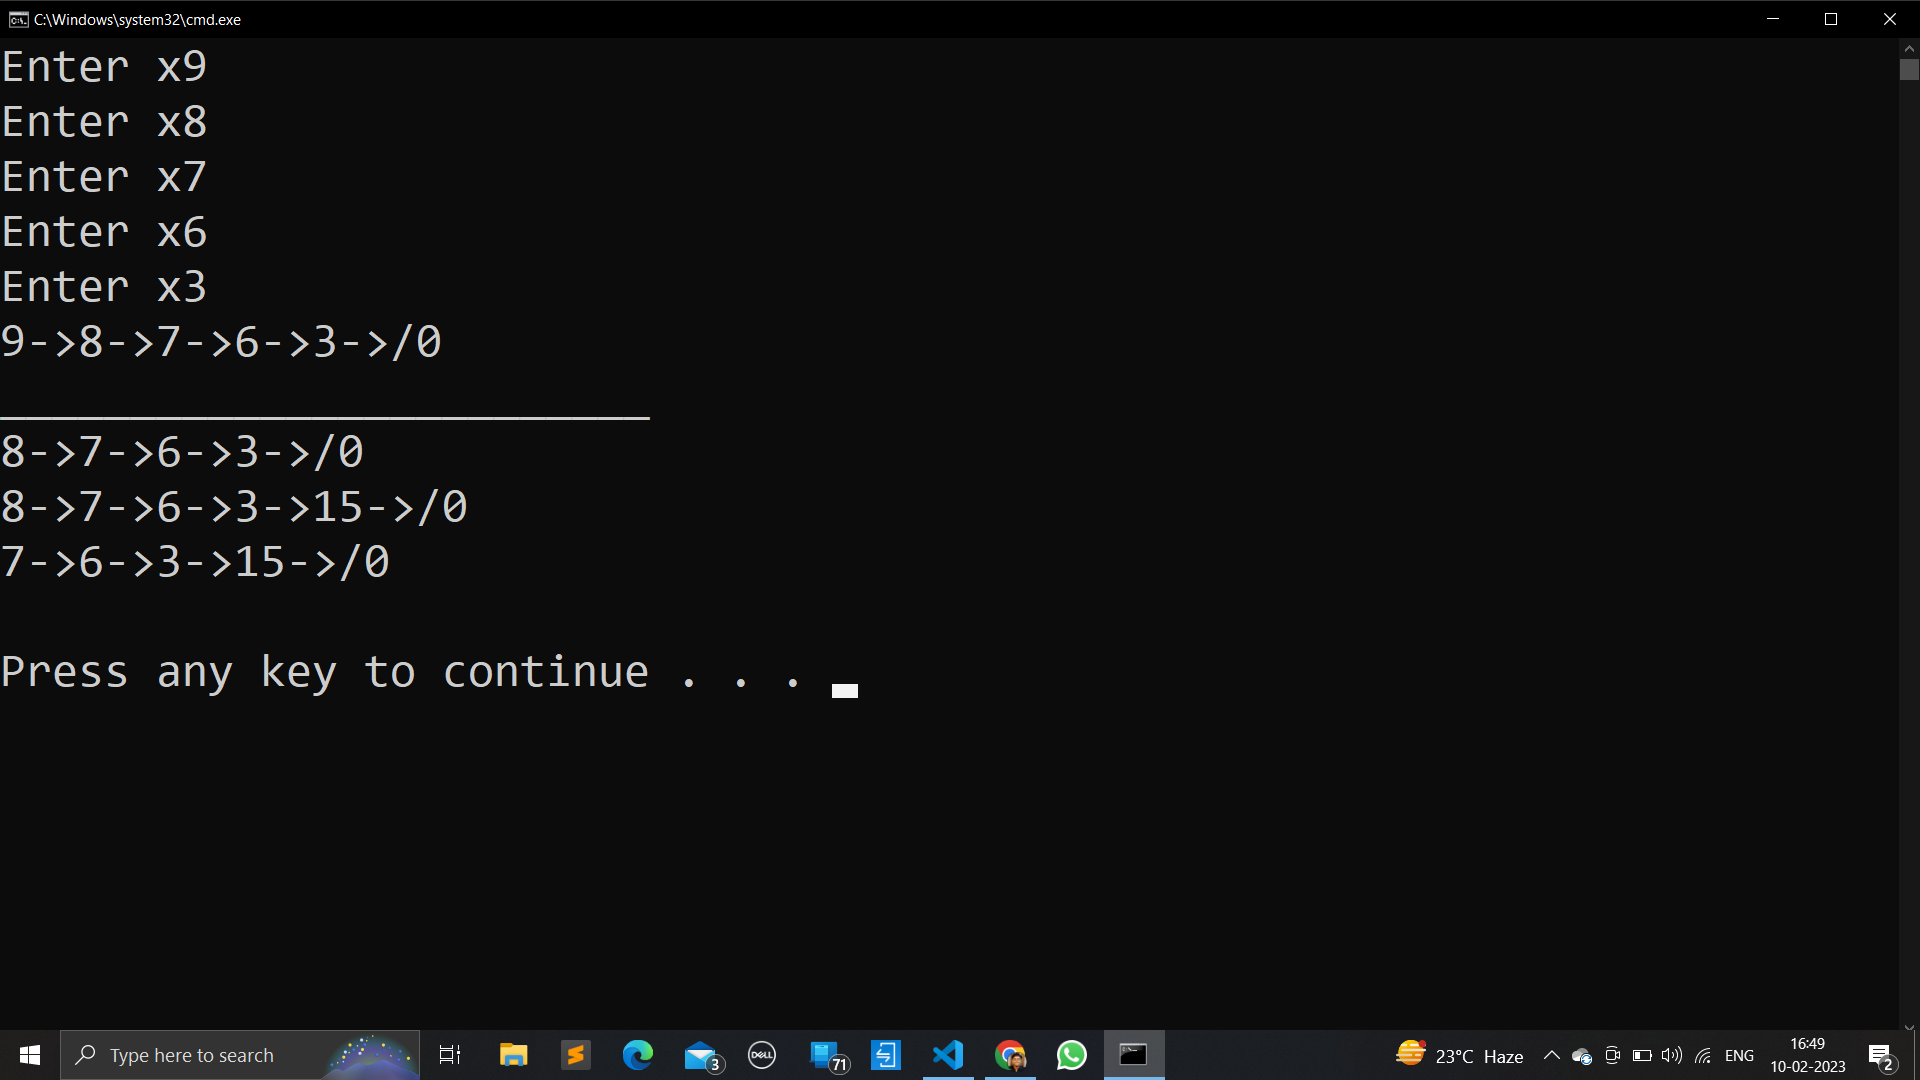 C:\Windows\system32\cmd.exe
Enter x9
Enter x8
Enter x7
Enter x6
Enter x3
9->8->7->6->3->/0
_________________________
8->7->6->3->/0
8->7->6->3->15->/0
7->6->3->15->/0
Press any key to continue . . .
Type here to search
3
DELL
71
23°C Haze
ENG
16:49
10-02-2023
2